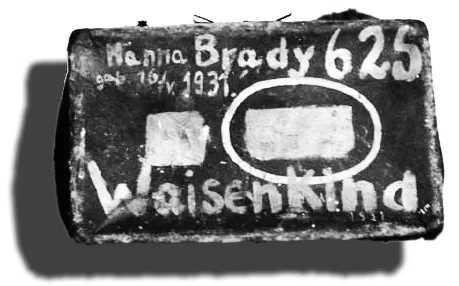 Hanna Brady 625
geb. 16/V. 1931.
Waisenkind